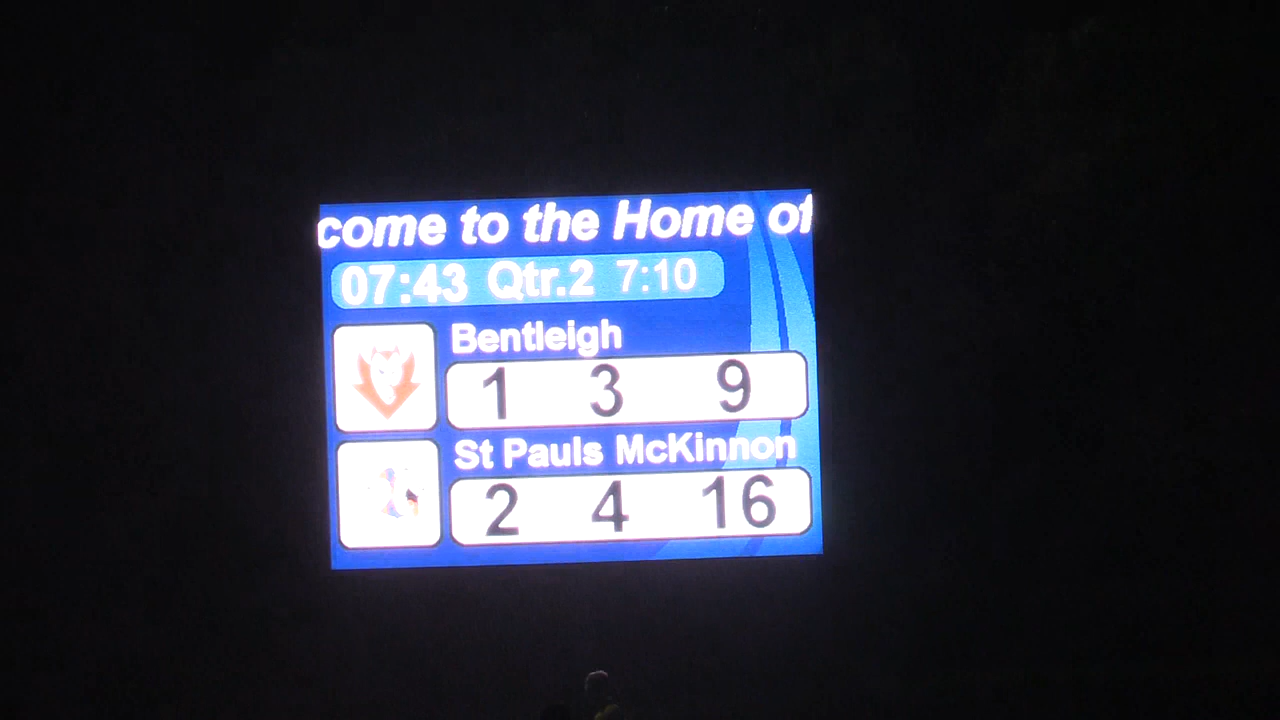 come to the Home of
07:43 Qtr.2 7:10
Bentleigh
1 3 9
St Pauls McKinnon
2 4 16